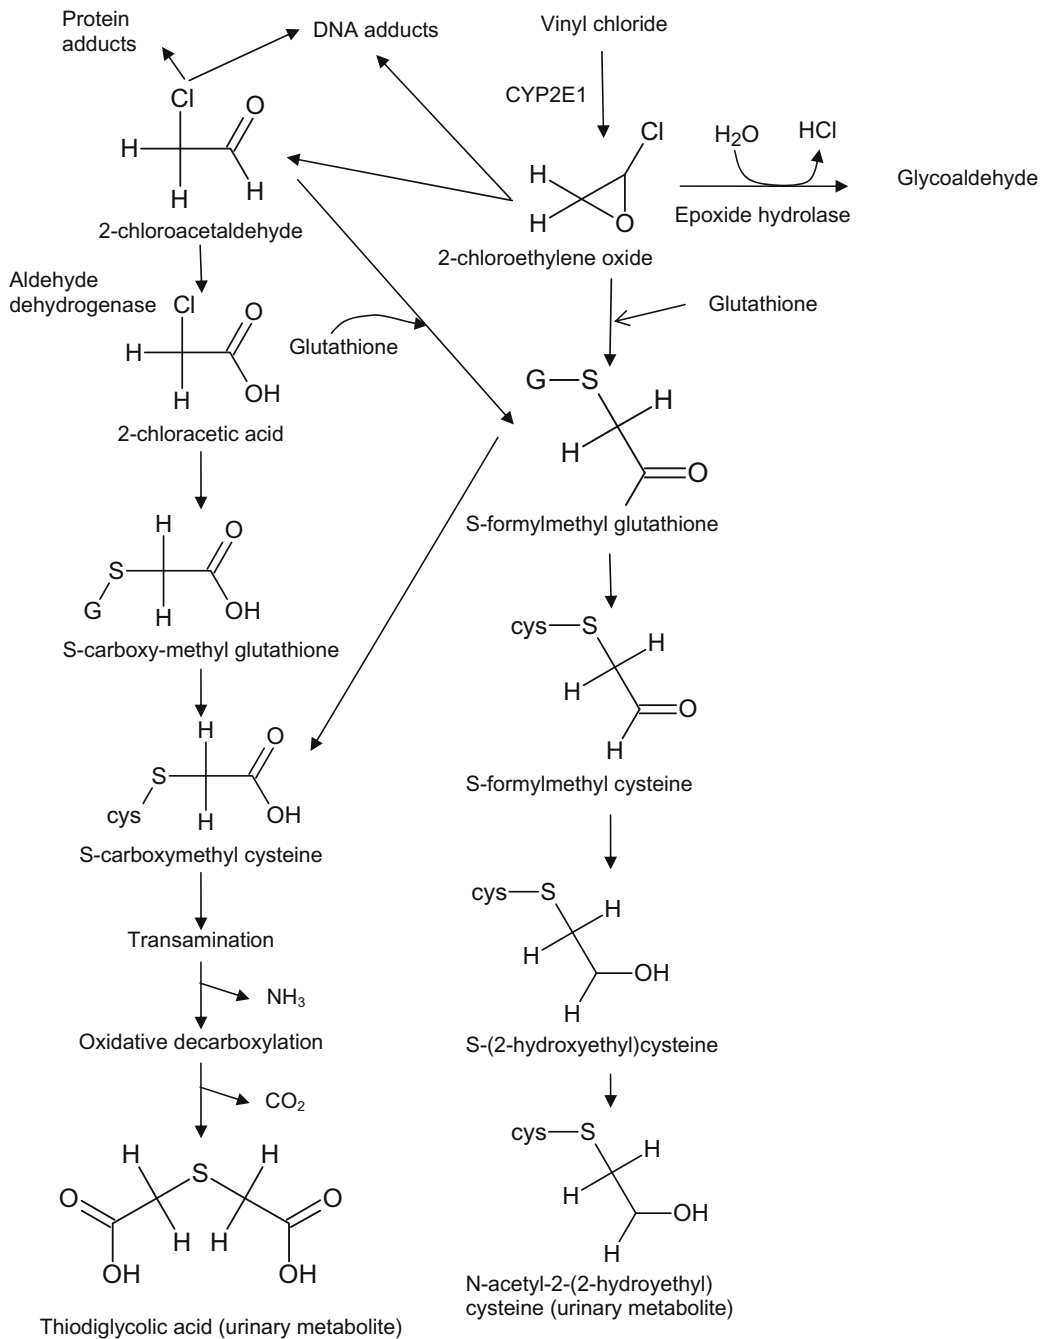 Protein
adducts
DNA adducts
Vinyl chloride
CYP2E1
Cl
O
H
H
H
2-chloroacetaldehyde
Cl
H
H
O
2-chloroethylene oxide
H₂O
HCl
Epoxide hydrolase
Glycoaldehyde
Aldehyde
dehydrogenase
Cl
O
H
H
OH
2-chloracetic acid
Glutathione
Glutathione
G
S
H
H
O
S-formylmethyl glutathione
H
O
S
G
H
OH
S-carboxy-methyl glutathione
cys
S
H
H
O
H
S-formylmethyl cysteine
H
O
S
cys
H
OH
S-carboxymethyl cysteine
Transamination
NH₃
Oxidative decarboxylation
CO₂
cys
S
H
H
OH
H
S-(2-hydroxyethyl)cysteine
H
S
H
O
O
H
H
OH
OH
Thiodiglycolic acid (urinary metabolite)
cys
S
H
H
OH
H
N-acetyl-2-(2-hydroyethyl)
cysteine (urinary metabolite)